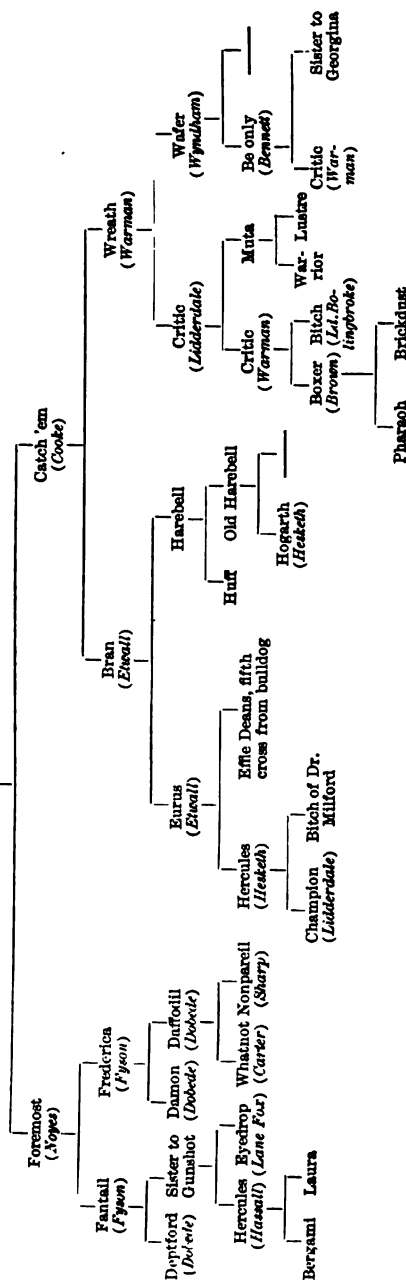 Foremost
(Noyes)
Catch 'em
(Cooke)
Fantail
(Fyson)
Frederica
(Fyson)
Bran
(Etwall)
Wreath
(Warman)
Deptford
(Dobede)
Sister to
Gunshot
Damon
(Dobede)
Daffodil
(Dobede)
Eurus
(Etwall)
Harebell
Critic
(Lidderdale)
Wafer
(Wyndham)
Hercules
(Hassall)
Eyedrop
(Lane Fox)
Whatnot
(Carter)
Nonpareil
(Sharp)
Hercules
(Hesketh)
Effie Deans, fifth
cross from bulldog
Huff
Old Harebell
Critic
(Warman)
Muta
Be only
(Bennett)
Bergami
Laura
Champion
(Lidderdale)
Bitch of Dr.
Milford
Hogarth
(Hesketh)
Boxer
(Brown)
Bitch
(Ld. Bo-
lingbroke)
War-
rior
Lustre
Critic
(War-
man)
Sister to
Georgina
Pharaoh
Brickdust